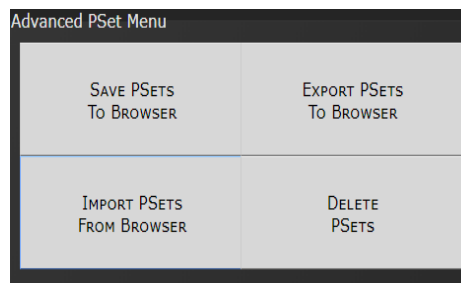 Advanced PSet Menu
Save PSets
To Browser
Export PSets
To Browser
Import PSets
From Browser
Delete
PSets